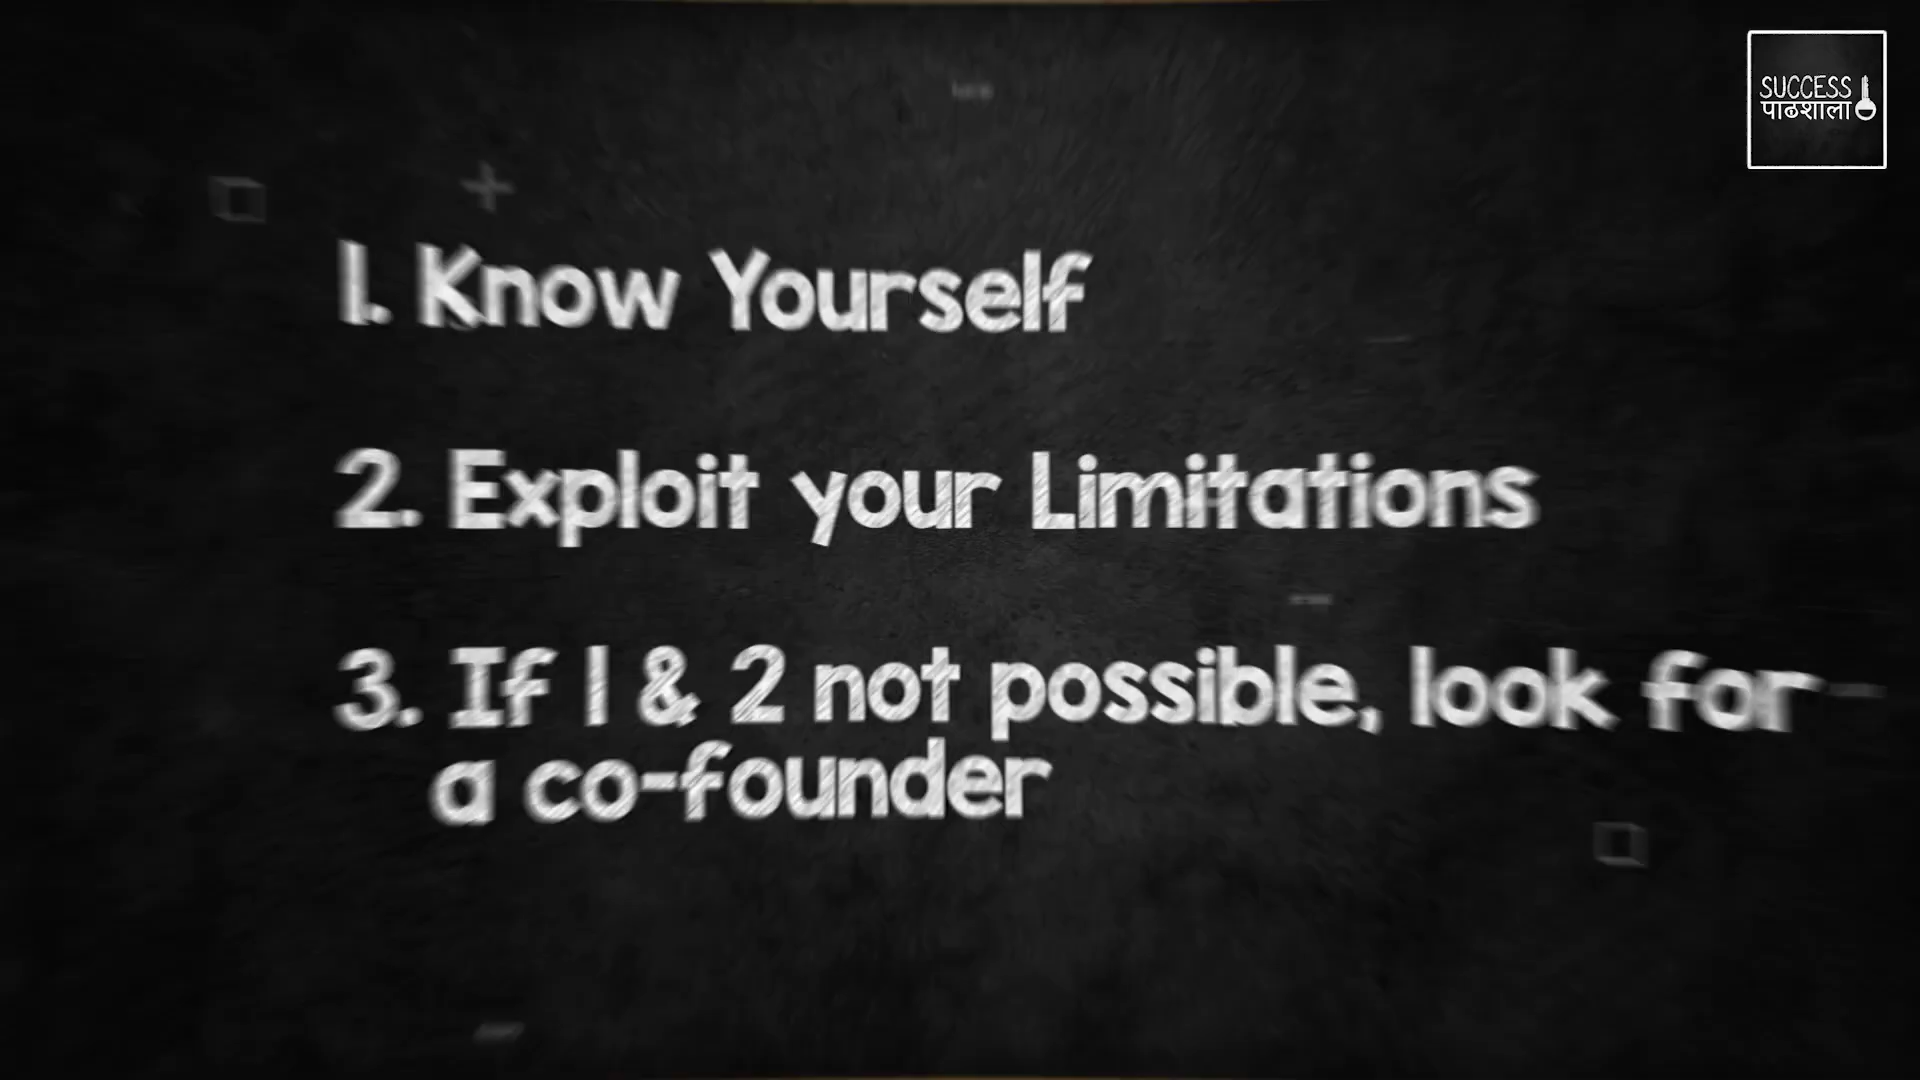 SUCCESS
पाठशाला
1. Know Yourself
2. Exploit your Limitations
3. If 1 & 2 not possible, look for
a co-founder